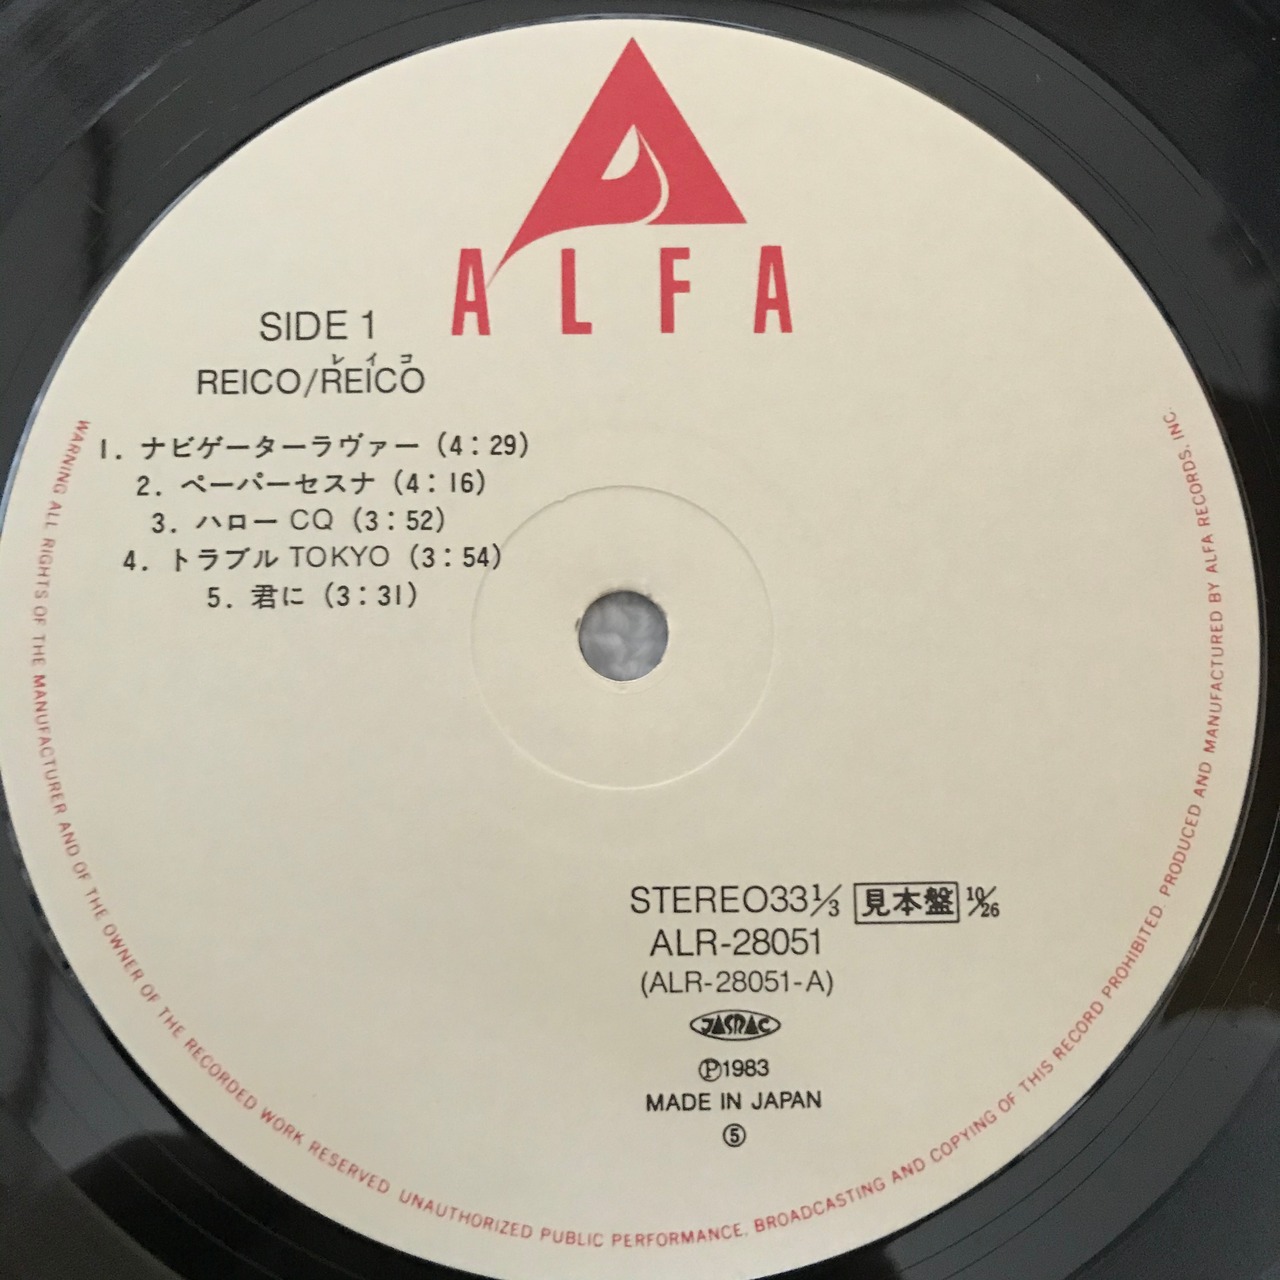 ALFA
SIDE 1
レイコ
REICO/REICO
1. ナビゲーターラヴァー (4:29)
2. ペーパーセスナ (4:16)
3. ハロー CQ (3:52)
4. トラブル TOKYO (3:54)
5. 君に (3:31)
STEREO33⅓ 見本盤 10/26
ALR-28051
(ALR-28051-A)
JASRAC
Ⓟ1983
MADE IN JAPAN
⑤
WARNING ALL RIGHTS OF THE MANUFACTURER AND OF THE OWNER OF THE RECORDED WORK RESERVED UNAUTHORIZED PUBLIC PERFORMANCE, BROADCASTING AND COPYING OF THIS RECORD PROHIBITED. PRODUCED AND MANUFACTURED BY ALFA RECORDS, INC.